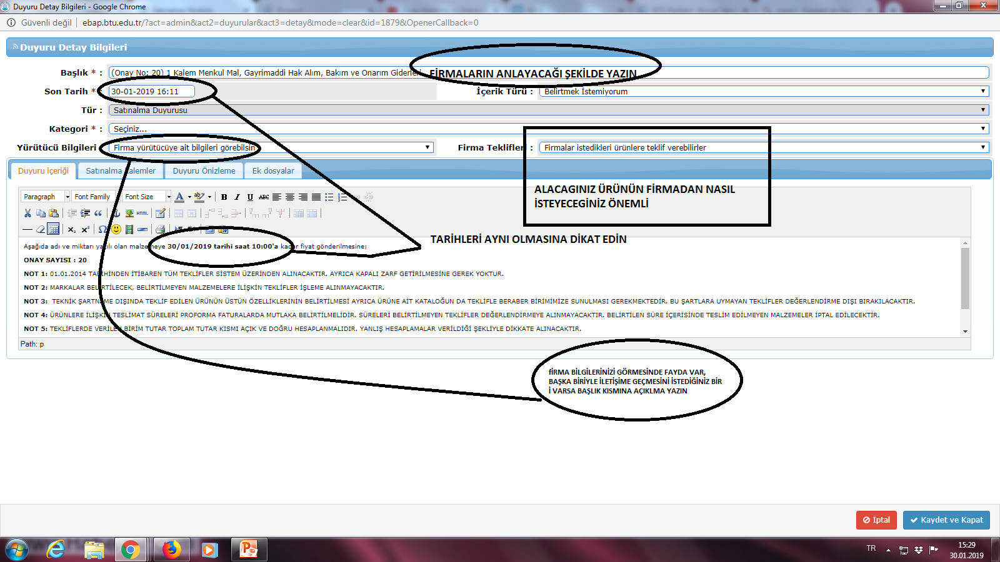 Duyuru Detay Bilgileri - Google Chrome
Güvenli değil | ebap.btu.edu.tr/?act=admin&act2=duyurular&act3=detay&mode=clear&id=1879&OpenerCallback=0
Duyuru Detay Bilgileri
Başlık * : (Onay No: 20) 1 Kalem Menkul Mal, Gayrimaddi Hak Alım, Bakım ve Onarım Giderleri
FİRMALARIN ANLAYACAĞI ŞEKİLDE YAZIN
Son Tarih * : 30-01-2019 16:11 İçerik Türü : Belirtmek İstemiyorum
Tür : Satınalma Duyurusu
Kategori * : Seçiniz...
Yürütücü Bilgileri Firma yürütücüye ait bilgileri görebilsin Firma Teklifleri : Firmalar istedikleri ürünlere teklif verebilirler
Duyuru içeriği Satınalma Kalemler Duyuru Önizleme Ek dosyalar
ALACAGINIZ ÜRÜNÜN FİRMADAN NASIL
İSTEYECEGİNİZ ÖNEMLİ
Paragraph Font Family Font Size A ab B I U ABC
HTML
TARİHLERİ AYNI OLMASINA DİKAT EDİN
Aşağıda adı ve miktarı yazılı olan malzemeye 30/01/2019 tarihi saat 10:00'a kadar fiyat gönderilmesine;
ONAY SAYISI : 20
NOT 1: 01.01.2014 TARİHİNDEN İTİBAREN TÜM TEKLİFLER SİSTEM ÜZERİNDEN ALINACAKTIR. AYRICA KAPALI ZARF GETİRİLMESİNE GEREK YOKTUR.
NOT 2: MARKALAR BELİRTİLECEK, BELİRTİLMEYEN MALZEMELERE İLİŞKİN TEKLİFLER İŞLEME ALINMAYACAKTIR.
NOT 3: TEKNİK ŞARTNAME DIŞINDA TEKLİF EDİLEN ÜRÜNÜN ÜSTÜN ÖZELLİKLERİNİN BELİRTİLMESİ AYRICA ÜRÜNE AİT KATALOĞUN DA TEKLİFLE BERABER BİRİMİMİZE SUNULMASI GEREKMEKTEDİR. BU ŞARTLARA UYMAYAN TEKLİFLER DEĞERLENDİRME DIŞI BIRAKILACAKTIR.
NOT 4: ÜRÜNLERE İLİŞKİN TESLİMAT SÜRELERİ PROFORMA FATURALARDA MUTLAKA BELİRTİLMELİDİR. SÜRELERİ BELİRTİLMEYEN TEKLİFLER DEĞERLENDİRMEYE ALINMAYACAKTIR. BELİRTİLEN SÜRE İÇERİSİNDE TESLİM EDİLMEYEN MALZEMELER İPTAL EDİLECEKTİR.
NOT 5: TEKLİFLERDE VERİLEN BİRİM TUTAR TOPLAM TUTAR KISMI AÇIK VE DOĞRU HESAPLANMALIDIR. YANLIŞ HESAPLAMALAR VERİLDİĞİ ŞEKLİYLE DİKKATE ALINACAKTIR.
Path: p
fİRMA BİLGİLERİNİZİ GÖRMESİNDE FAYDA VAR,
BAŞKA BİRİYLE İLETİŞİME GEÇMESİNİ İSTEDİĞİNİZ BİR
İ VARSA BAŞLIK KISMINA AÇIKLMA YAZIN
İptal Kaydet ve Kapat
TR 15:29
30.01.2019